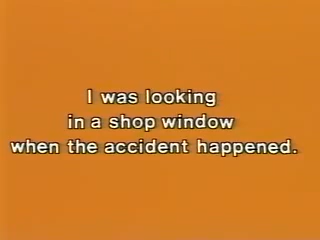 I was looking
in a shop window
when the accident happened.